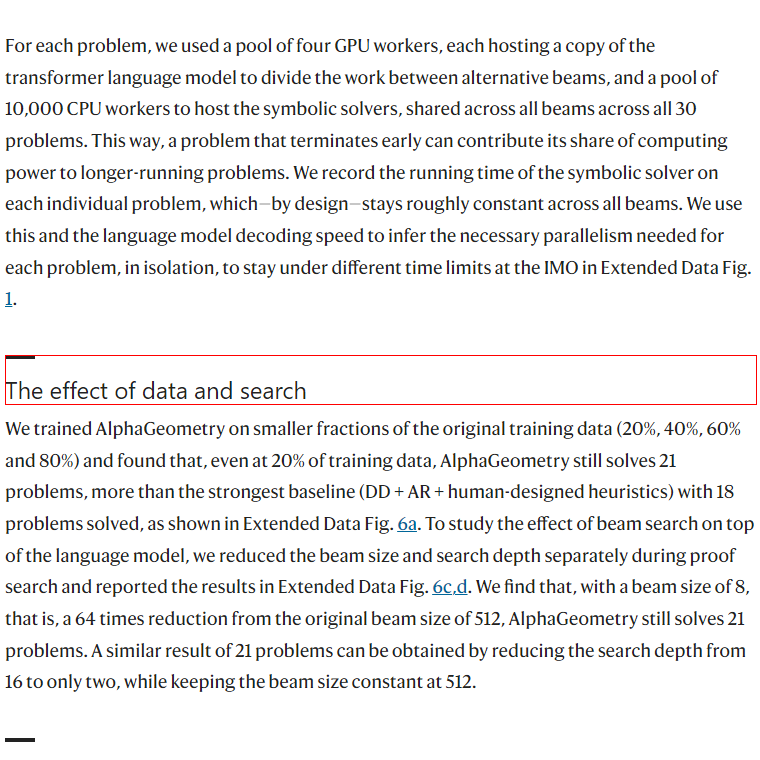 For each problem, we used a pool of four GPU workers, each hosting a copy of the
transformer language model to divide the work between alternative beams, and a pool of
10,000 CPU workers to host the symbolic solvers, shared across all beams across all 30
problems. This way, a problem that terminates early can contribute its share of computing
power to longer-running problems. We record the running time of the symbolic solver on
each individual problem, which—by design—stays roughly constant across all beams. We use
this and the language model decoding speed to infer the necessary parallelism needed for
each problem, in isolation, to stay under different time limits at the IMO in Extended Data Fig.
1.
The effect of data and search
We trained AlphaGeometry on smaller fractions of the original training data (20%, 40%, 60%
and 80%) and found that, even at 20% of training data, AlphaGeometry still solves 21
problems, more than the strongest baseline (DD + AR + human-designed heuristics) with 18
problems solved, as shown in Extended Data Fig. 6a. To study the effect of beam search on top
of the language model, we reduced the beam size and search depth separately during proof
search and reported the results in Extended Data Fig. 6c,d. We find that, with a beam size of 8,
that is, a 64 times reduction from the original beam size of 512, AlphaGeometry still solves 21
problems. A similar result of 21 problems can be obtained by reducing the search depth from
16 to only two, while keeping the beam size constant at 512.